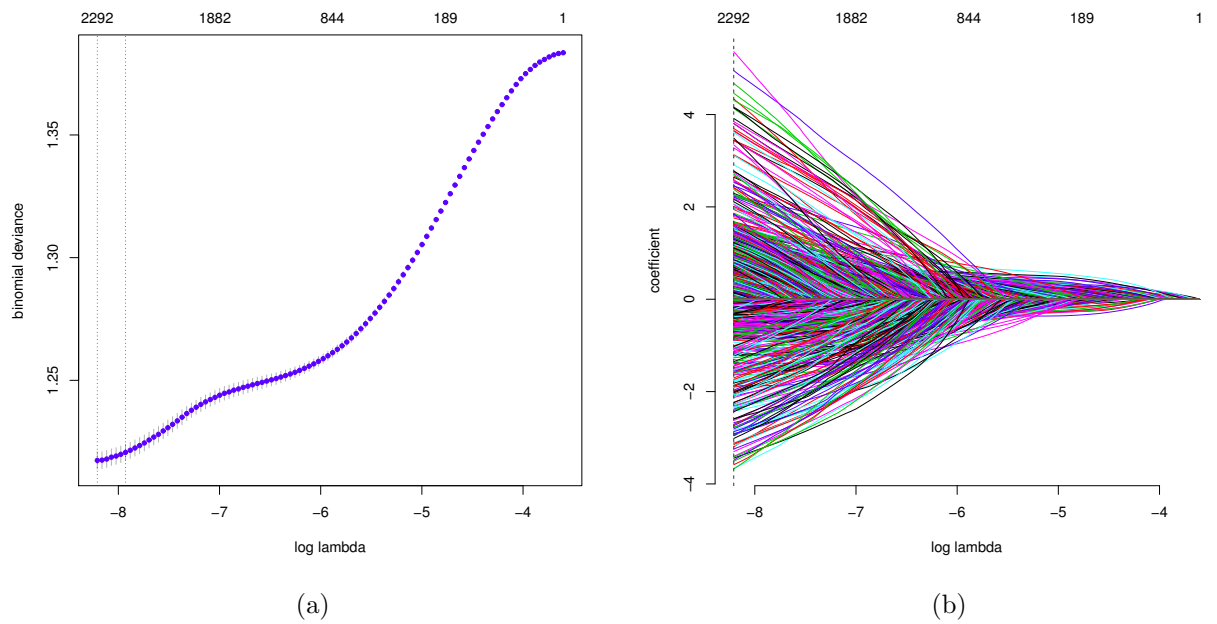 2292 1882 844 189 1
1.35
1.30
1.25
binomial deviance
−8 −7 −6 −5 −4
log lambda
(a)
2292 1882 844 189 1
4
2
0
−2
−4
coefficient
−8 −7 −6 −5 −4
log lambda
(b)